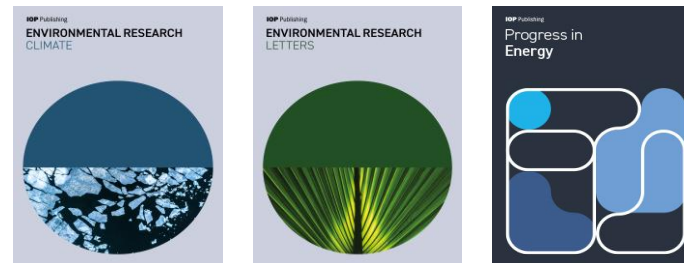 IOP Publishing
ENVIRONMENTAL RESEARCH
CLIMATE
IOP Publishing
ENVIRONMENTAL RESEARCH
LETTERS
IOP Publishing
Progress in
Energy